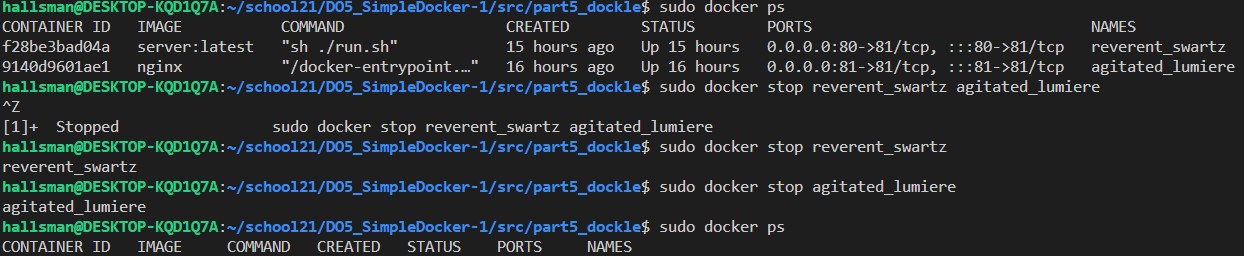 hallsman@DESKTOP-KQD1Q7A:~/school21/DO5_SimpleDocker-1/src/part5_dockle$ sudo docker ps
CONTAINER ID   IMAGE           COMMAND                  CREATED        STATUS        PORTS                               NAMES
f28be3bad04a   server:latest   "sh ./run.sh"            15 hours ago   Up 15 hours   0.0.0.0:80->81/tcp, :::80->81/tcp   reverent_swartz
9140d9601ae1   nginx           "/docker-entrypoint.…"   16 hours ago   Up 16 hours   0.0.0.0:81->81/tcp, :::81->81/tcp   agitated_lumiere
hallsman@DESKTOP-KQD1Q7A:~/school21/DO5_SimpleDocker-1/src/part5_dockle$ sudo docker stop reverent_swartz agitated_lumiere
^Z
[1]+  Stopped                 sudo docker stop reverent_swartz agitated_lumiere
hallsman@DESKTOP-KQD1Q7A:~/school21/DO5_SimpleDocker-1/src/part5_dockle$ sudo docker stop reverent_swartz
reverent_swartz
hallsman@DESKTOP-KQD1Q7A:~/school21/DO5_SimpleDocker-1/src/part5_dockle$ sudo docker stop agitated_lumiere
agitated_lumiere
hallsman@DESKTOP-KQD1Q7A:~/school21/DO5_SimpleDocker-1/src/part5_dockle$ sudo docker ps
CONTAINER ID   IMAGE     COMMAND   CREATED   STATUS    PORTS     NAMES